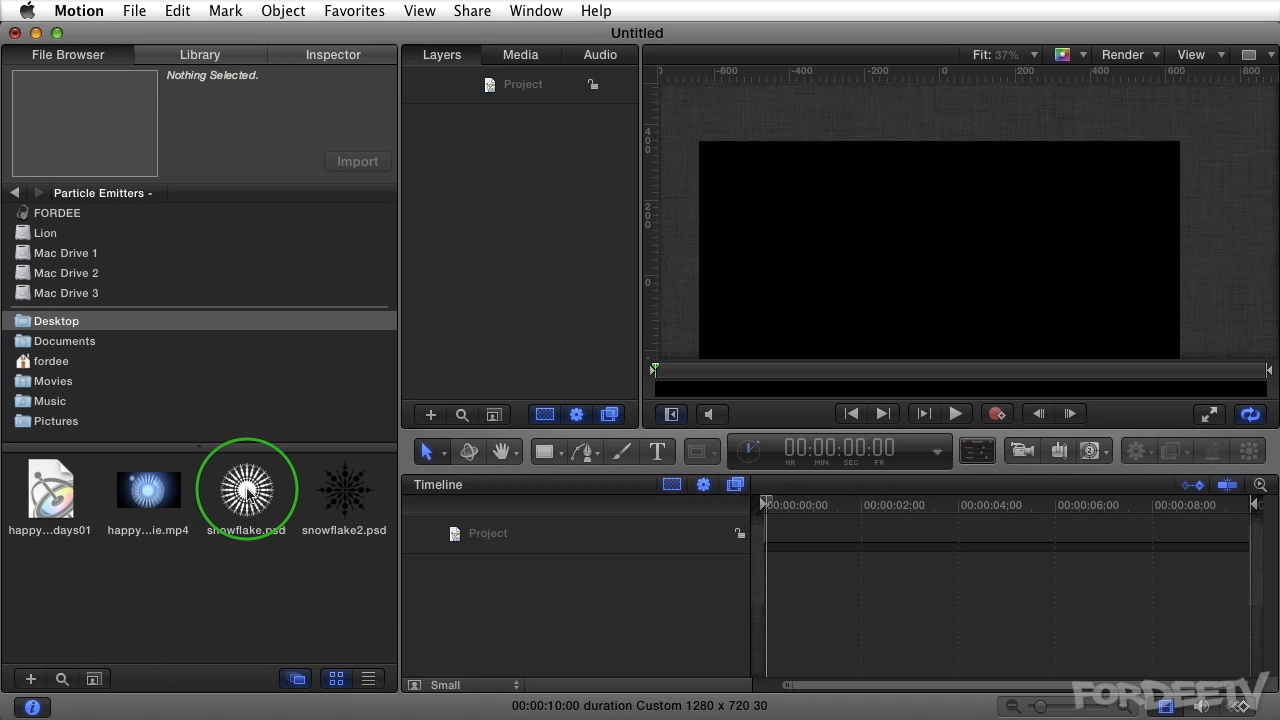 Motion File Edit Mark Object Favorites View Share Window Help
Untitled
File Browser Library Inspector Layers Media Audio Fit: 37% Render View
Nothing Selected.
-600 -400 -200 0 200 400 600 800
Project
400
Import
Particle Emitters -
200
FORDEE
Lion
Mac Drive 1
Mac Drive 2
0
Mac Drive 3
Desktop
Documents
fordee
Movies
Music
Pictures
T 00:00:00:00
HR MIN SEC FR
Timeline
00:00:00;00 00:00:02;00 00:00:04;00 00:00:06;00 00:00:08;00
happy...days01 happy...ie.mp4 snowflake.psd snowflake2.psd
Project
Small
00:00:10:00 duration Custom 1280 x 720 30
FORDEETV